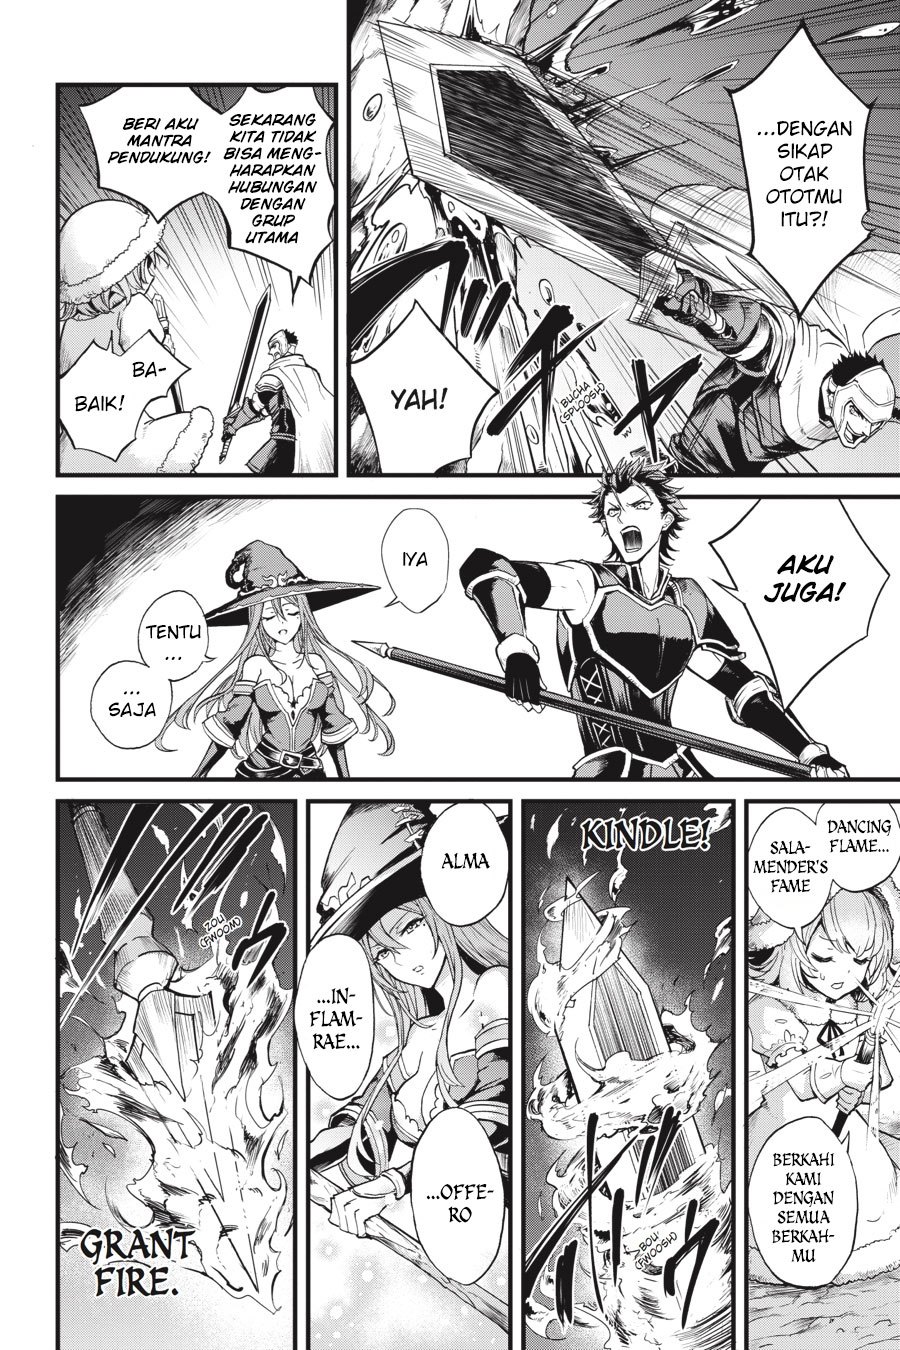 ...DENGAN
SIKAP
OTAK
OTOTMU
ITU?!
BUCHA
(SPLOOSH)
YAH!
SEKARANG
KITA TIDAK
BISA MENG-
HARAPKAN
HUBUNGAN
DENGAN
GRUP
UTAMA
BERI AKU
MANTRA
PENDUKUNG!
BA-
BAIK!
AKU
JUGA!
IYA
TENTU
...
...
SAJA
DANCING
FLAME...
SALA-
MENDER'S
FAME
BERKAHI
KAMI
DENGAN
SEMUA
BERKAH-
MU
KINDLE!
BOU
(FWOOSH)
ALMA
...IN-
FLAM-
RAE...
...OFFE-
RO
ZOU
(FWOOM)
GRANT
FIRE.